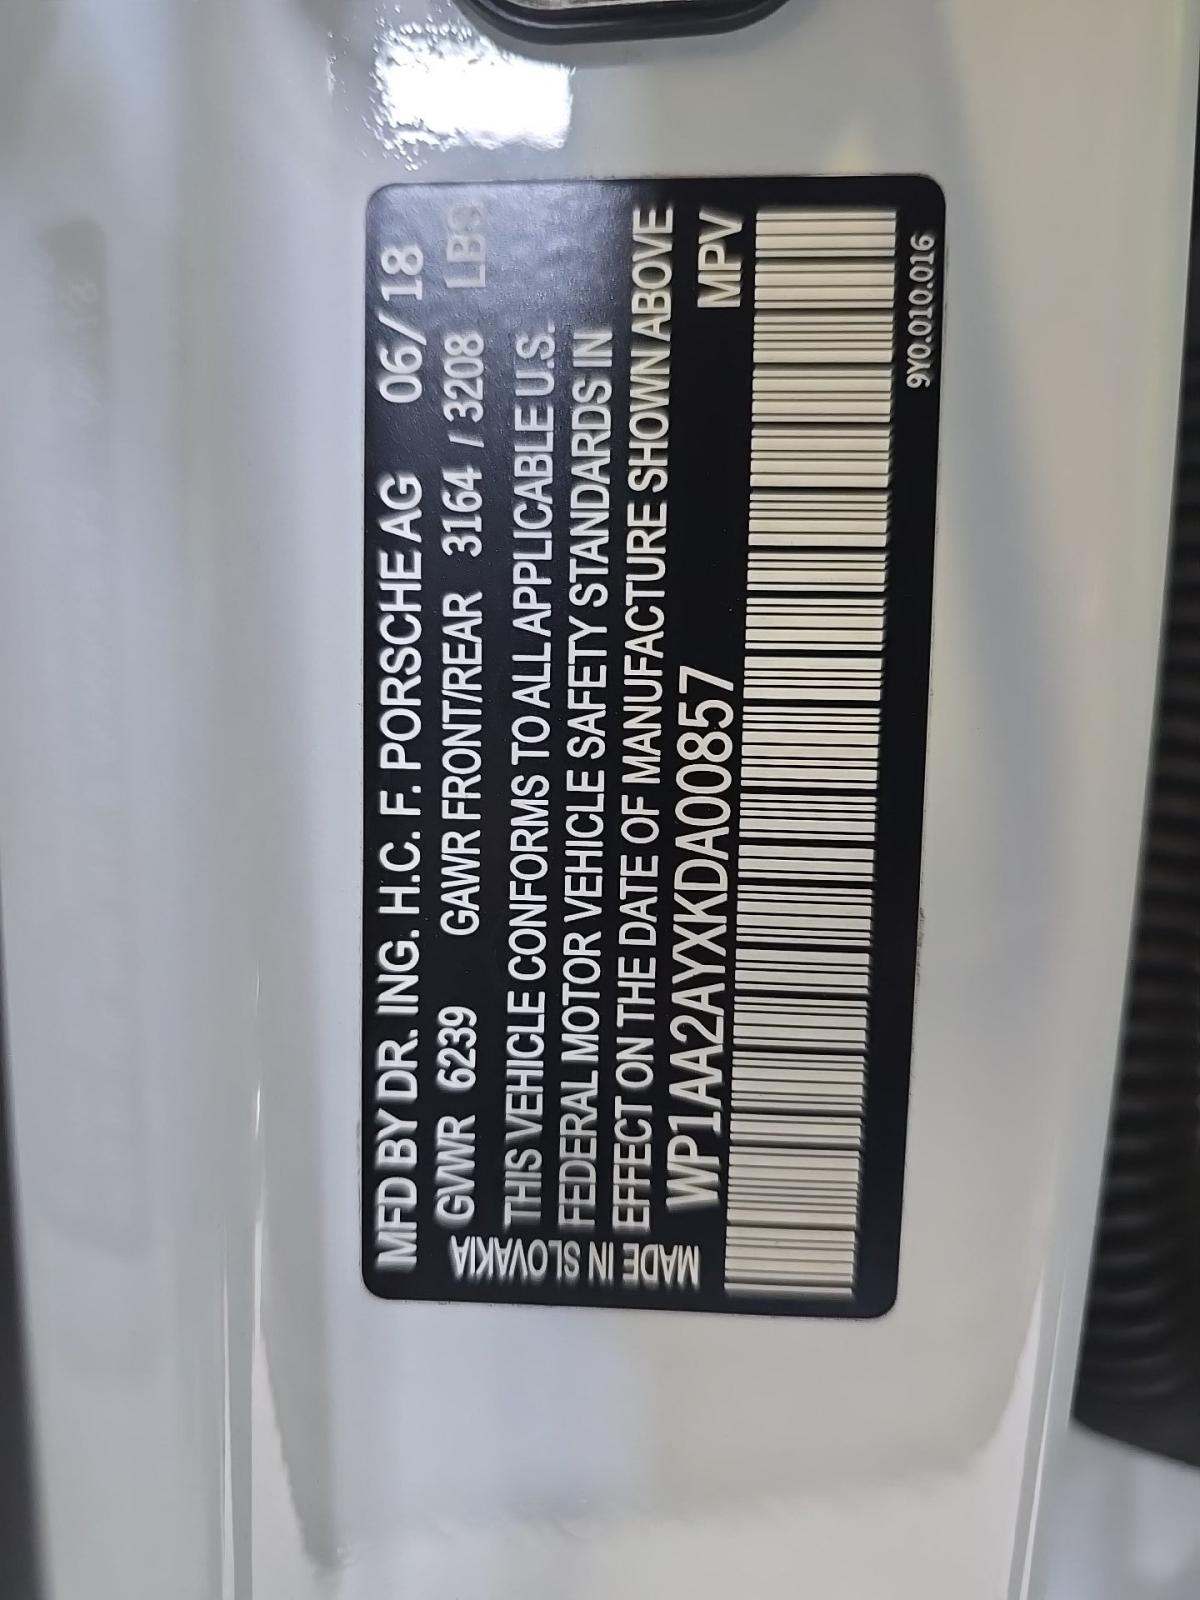 MFD BY DR. ING. H.C. F. PORSCHE AG 06/18
GVWR 6239 GAWR FRONT/REAR 3164 / 3208 LBS
THIS VEHICLE CONFORMS TO ALL APPLICABLE U.S.
FEDERAL MOTOR VEHICLE SAFETY STANDARDS IN
EFFECT ON THE DATE OF MANUFACTURE SHOWN ABOVE
WP1AA2AYXKDA00857 MPV
MADE IN SLOVAKIA
9Y0.010.016